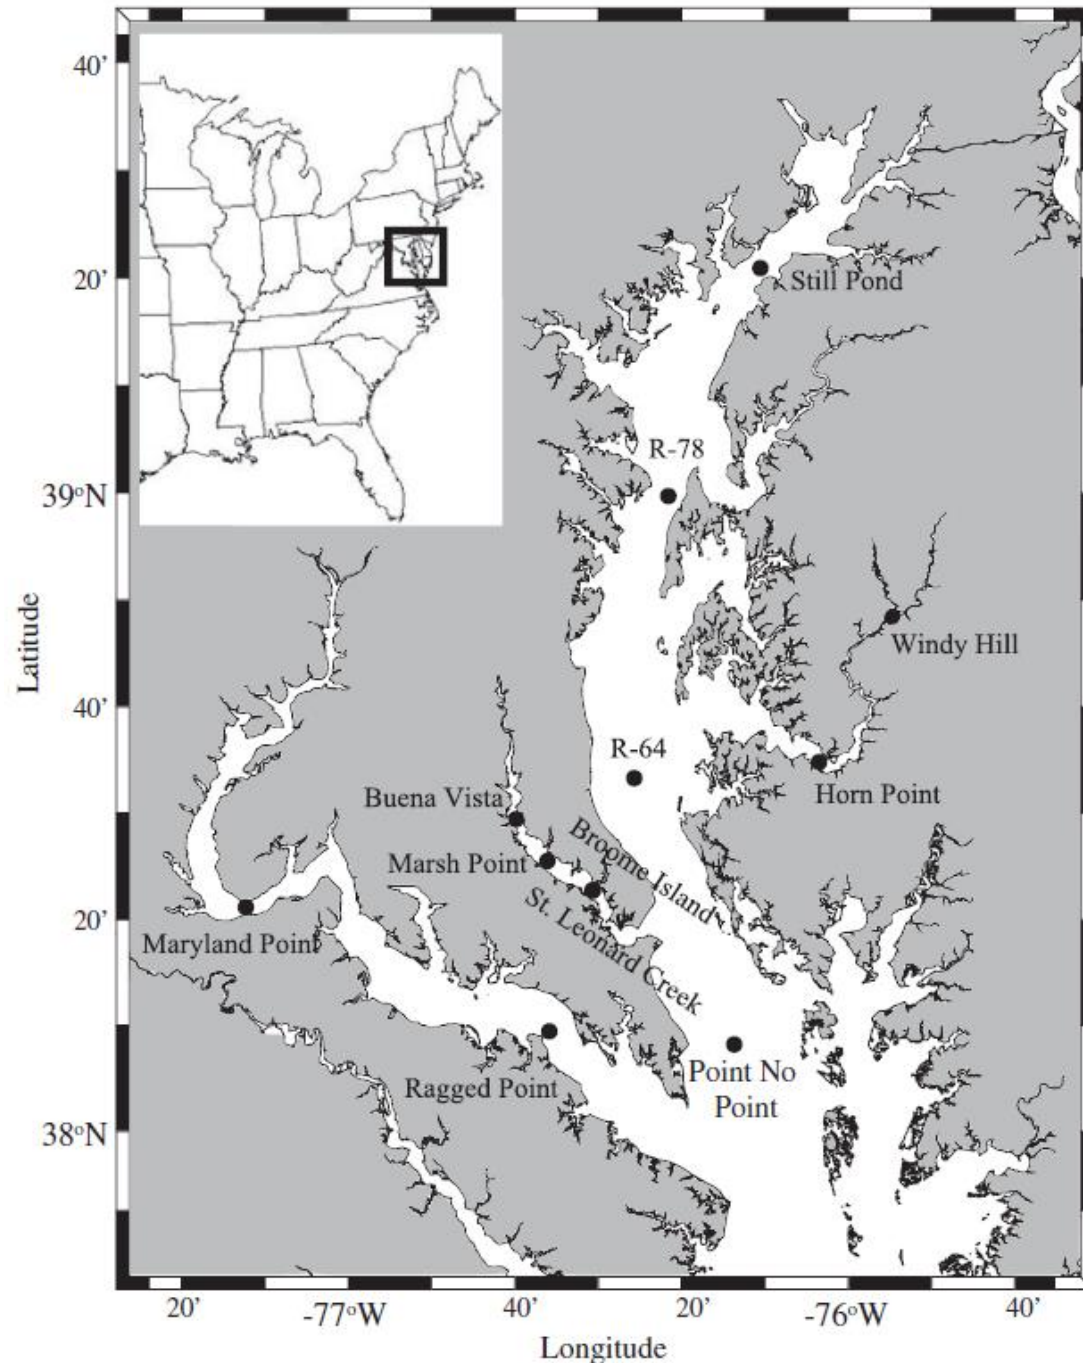 40’
20’
Still Pond
R-78
39°N
Windy Hill
Latitude
40’
R-64
Horn Point
Buena Vista
Marsh Point
Broome Island
St. Leonard Creek
20’
Maryland Point
Ragged Point
Point No
Point
38°N
20’
-77°W
40’
20’
-76°W
40’
Longitude